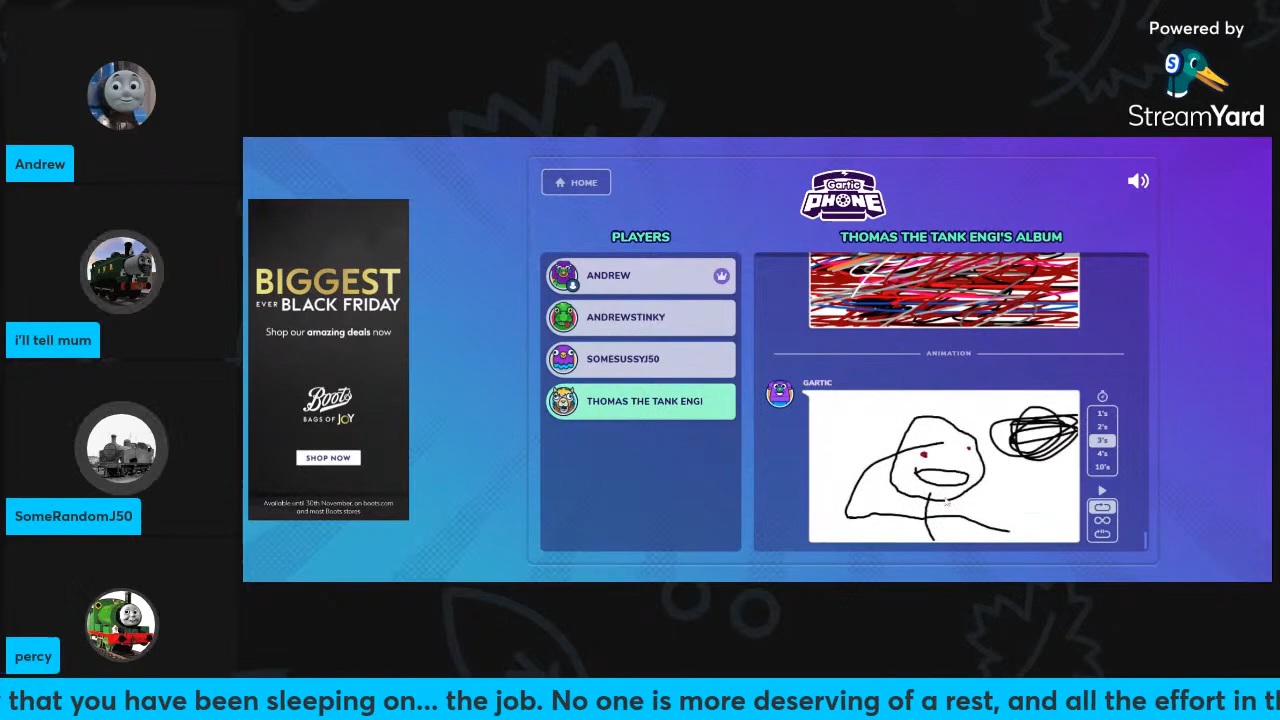 Powered by
StreamYard
Andrew
i'll tell mum
SomeRandomJ50
percy
HOME
Gartic
PHONE
PLAYERS
ANDREW
ANDREWSTINKY
SOMESUSSYJ50
THOMAS THE TANK ENGI
THOMAS THE TANK ENGI'S ALBUM
ANIMATION
GARTIC
1's
2's
3's
4's
10's
BIGGEST
EVER BLACK FRIDAY
Shop our amazing deals now
Boots
BAGS OF JOY
SHOP NOW
Available until 30th November, on boots.com
and most Boots stores
that you have been sleeping on... the job. No one is more deserving of a rest, and all the effort in